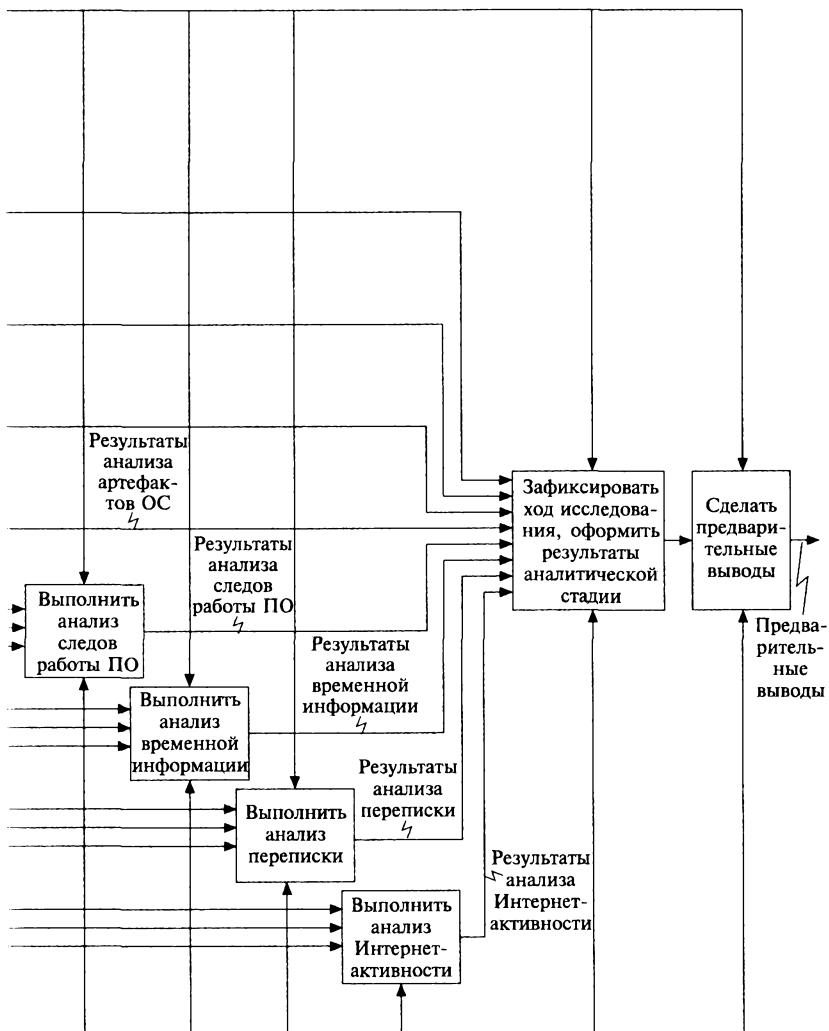 Результаты
анализа
артефак-
тов ОС
Зафиксировать
ход исследова-
ния, оформить
результаты
аналитической
стадии
Сделать
предвари-
тельные
выводы
Результаты
анализа
следов
работы ПО
Выполнить
анализ
следов
работы ПО
Предва-
ритель-
ные
выводы
Результаты
анализа
временной
информации
Выполнить
анализ
временной
информации
Результаты
анализа
переписки
Выполнить
анализ
переписки
Результаты
анализа
Интернет-
активности
Выполнить
анализ
Интернет-
активности